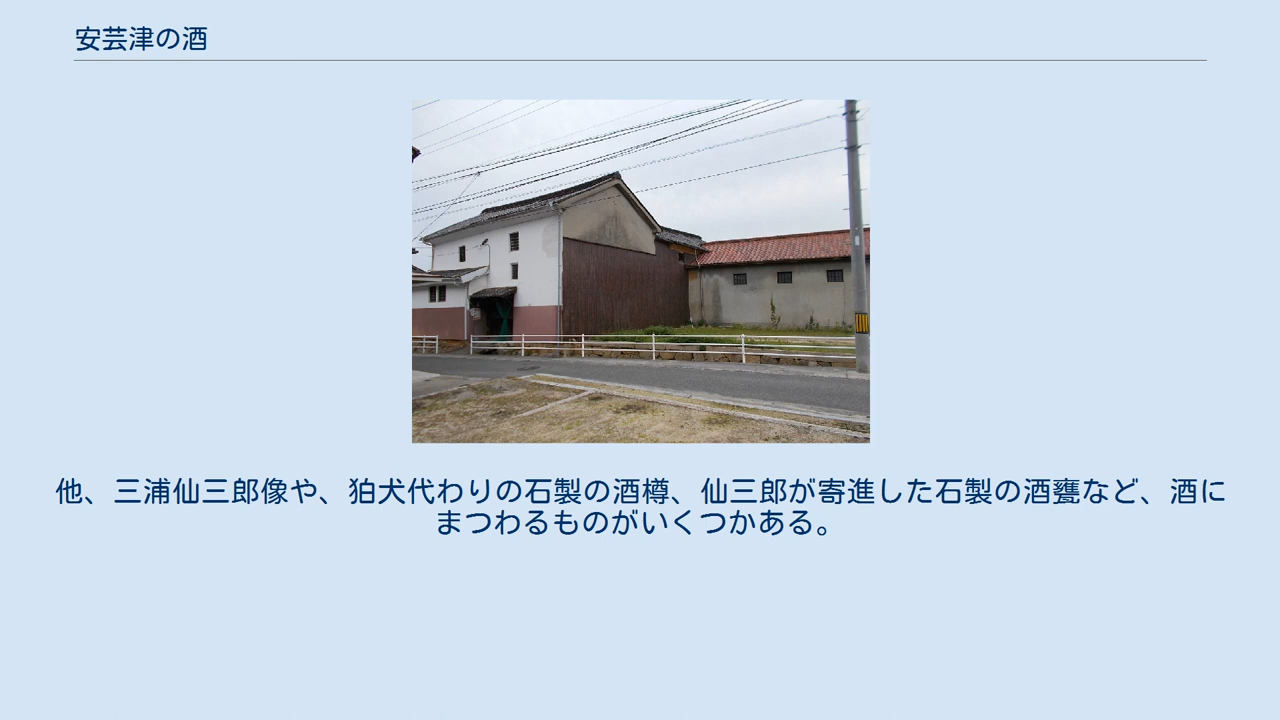 安芸津の酒
他、三浦仙三郎像や、狛犬代わりの石製の酒樽、仙三郎が寄進した石製の酒甕など、酒に
まつわるものがいくつかある。